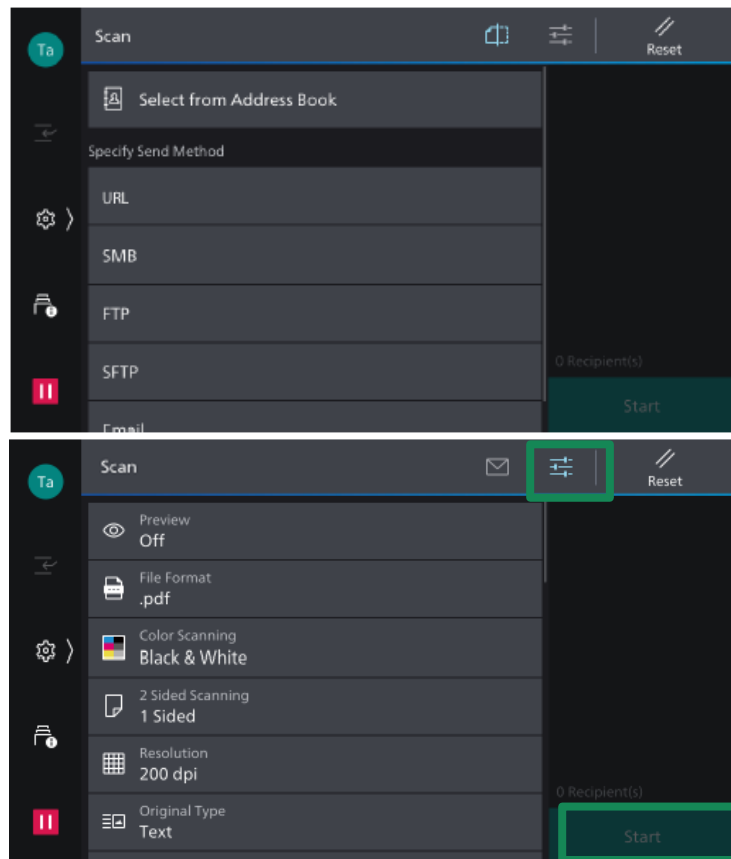 Ta
Scan
Reset
Select from Address Book
Specify Send Method
URL
SMB
FTP
SFTP
Email
0 Recipient(s)
Start
Ta
Scan
Reset
Preview
Off
File Format
.pdf
Color Scanning
Black & White
2 Sided Scanning
1 Sided
Resolution
200 dpi
Original Type
Text
0 Recipient(s)
Start